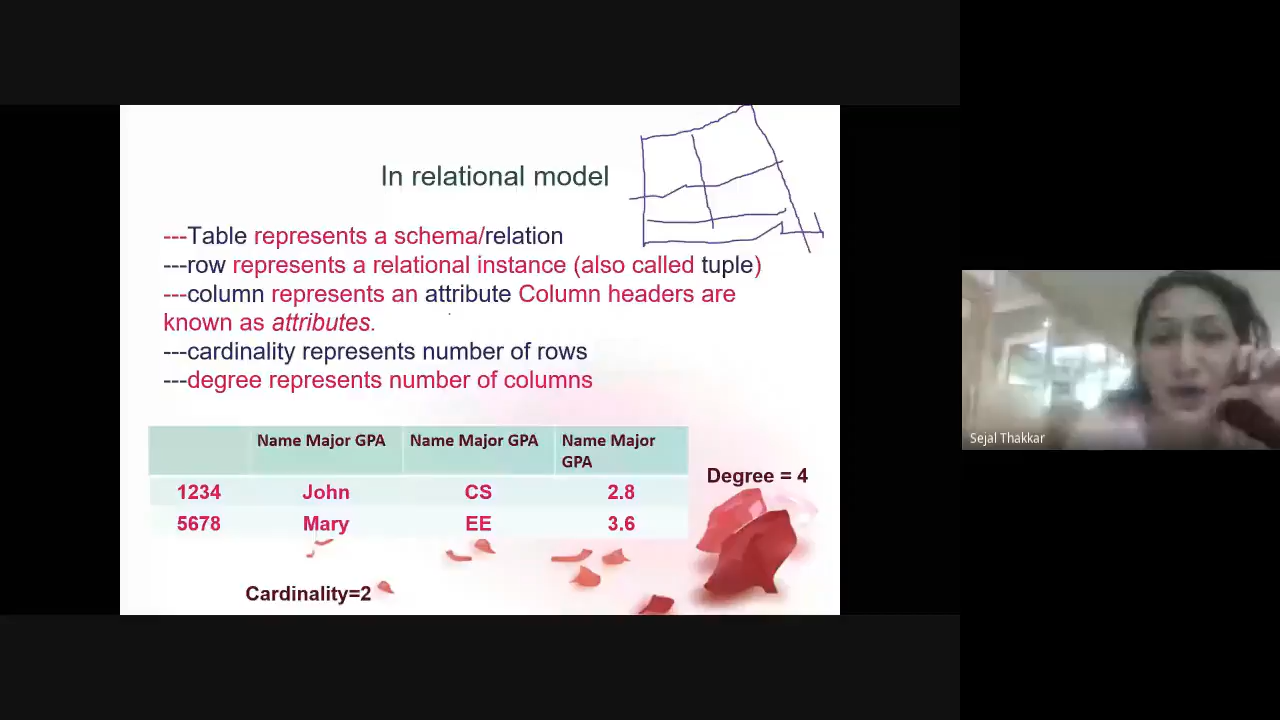 In relational model
---Table represents a schema/relation
---row represents a relational instance (also called tuple)
---column represents an attribute Column headers are
known as attributes.
---cardinality represents number of rows
---degree represents number of columns
Name Major GPA Name Major GPA Name Major
GPA
1234 John CS 2.8
5678 Mary EE 3.6
Degree = 4
Cardinality=2
Sejal Thakkar